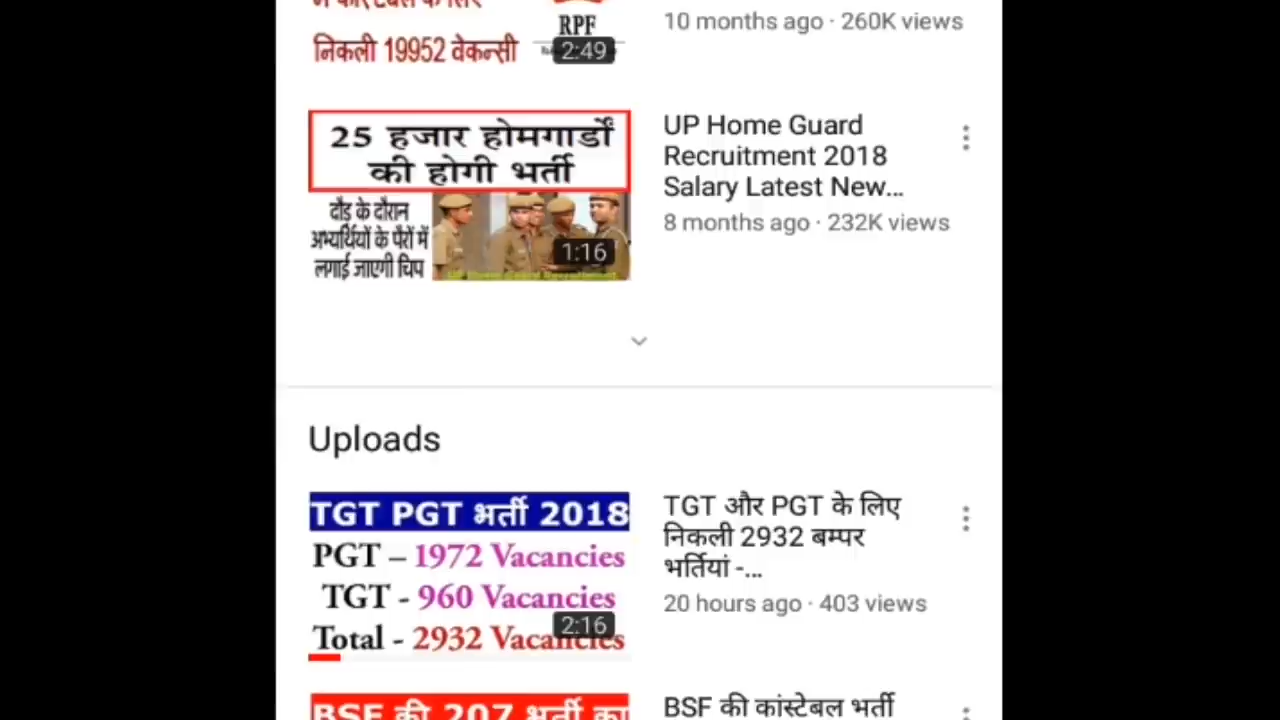 निकली 19952 वेकन्सी
RPF
2:49
10 months ago · 260K views
25 हजार होमगार्डों
की होगी भर्ती
दौड़ के दौरान
अभ्यर्थियों के पैरों में
लगाई जाएगी चिप
1:16
UP Home Guard
Recruitment 2018
Salary Latest New...
8 months ago · 232K views
Uploads
TGT PGT भर्ती 2018
PGT – 1972 Vacancies
TGT - 960 Vacancies
Total - 2932 Vacancies
2:16
TGT और PGT के लिए
निकली 2932 बम्पर
भर्तियां -...
20 hours ago · 403 views
BSF की 207 भर्ती का
BSF की कांस्टेबल भर्ती